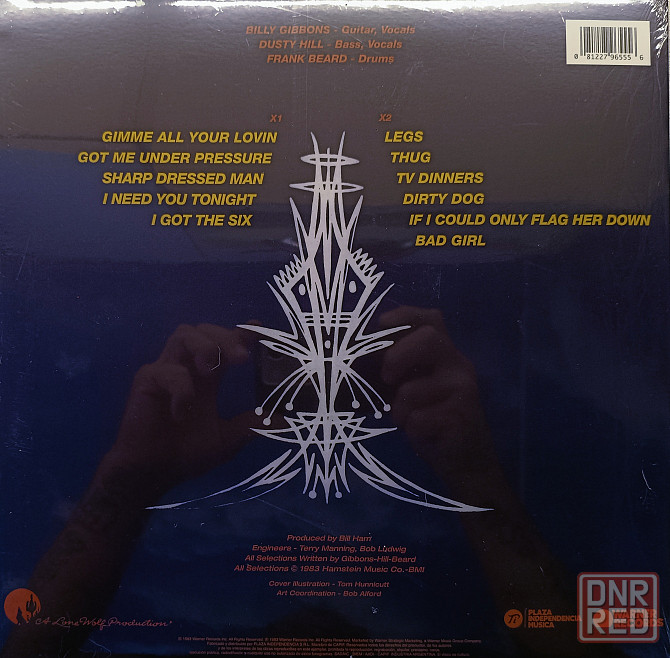 BILLY GIBBONS - Guitar, Vocals
DUSTY HILL - Bass, Vocals
FRANK BEARD - Drums
0 81227 96555 6
X1
GIMME ALL YOUR LOVIN
GOT ME UNDER PRESSURE
SHARP DRESSED MAN
I NEED YOU TONIGHT
I GOT THE SIX
X2
LEGS
THUG
TV DINNERS
DIRTY DOG
IF I COULD ONLY FLAG HER DOWN
BAD GIRL
Produced by Bill Ham
Engineers - Terry Manning, Bob Ludwig
All Selections Written by Gibbons-Hill-Beard
All Selections © 1983 Hamstein Music Co.-BMI
Cover Illustration - Tom Hunnicutt
Art Coordination - Bob Alford
A Lone Wolf Production
PLAZA
INDEPENDENCIA
MUSICA
WARNER
RECORDS
DNR
RED